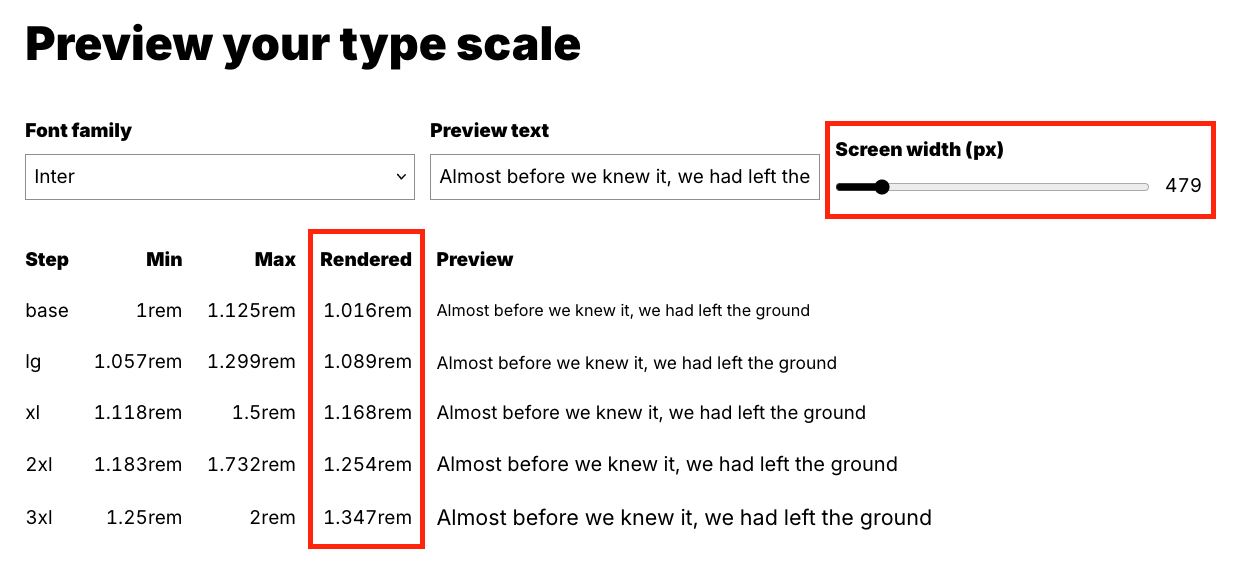 Preview your type scale
Font family
Inter
Preview text
Almost before we knew it, we had left the
Screen width (px)
479
Step Min Max Rendered Preview
base 1rem 1.125rem 1.016rem Almost before we knew it, we had left the ground
lg 1.057rem 1.299rem 1.089rem Almost before we knew it, we had left the ground
xl 1.118rem 1.5rem 1.168rem Almost before we knew it, we had left the ground
2xl 1.183rem 1.732rem 1.254rem Almost before we knew it, we had left the ground
3xl 1.25rem 2rem 1.347rem Almost before we knew it, we had left the ground